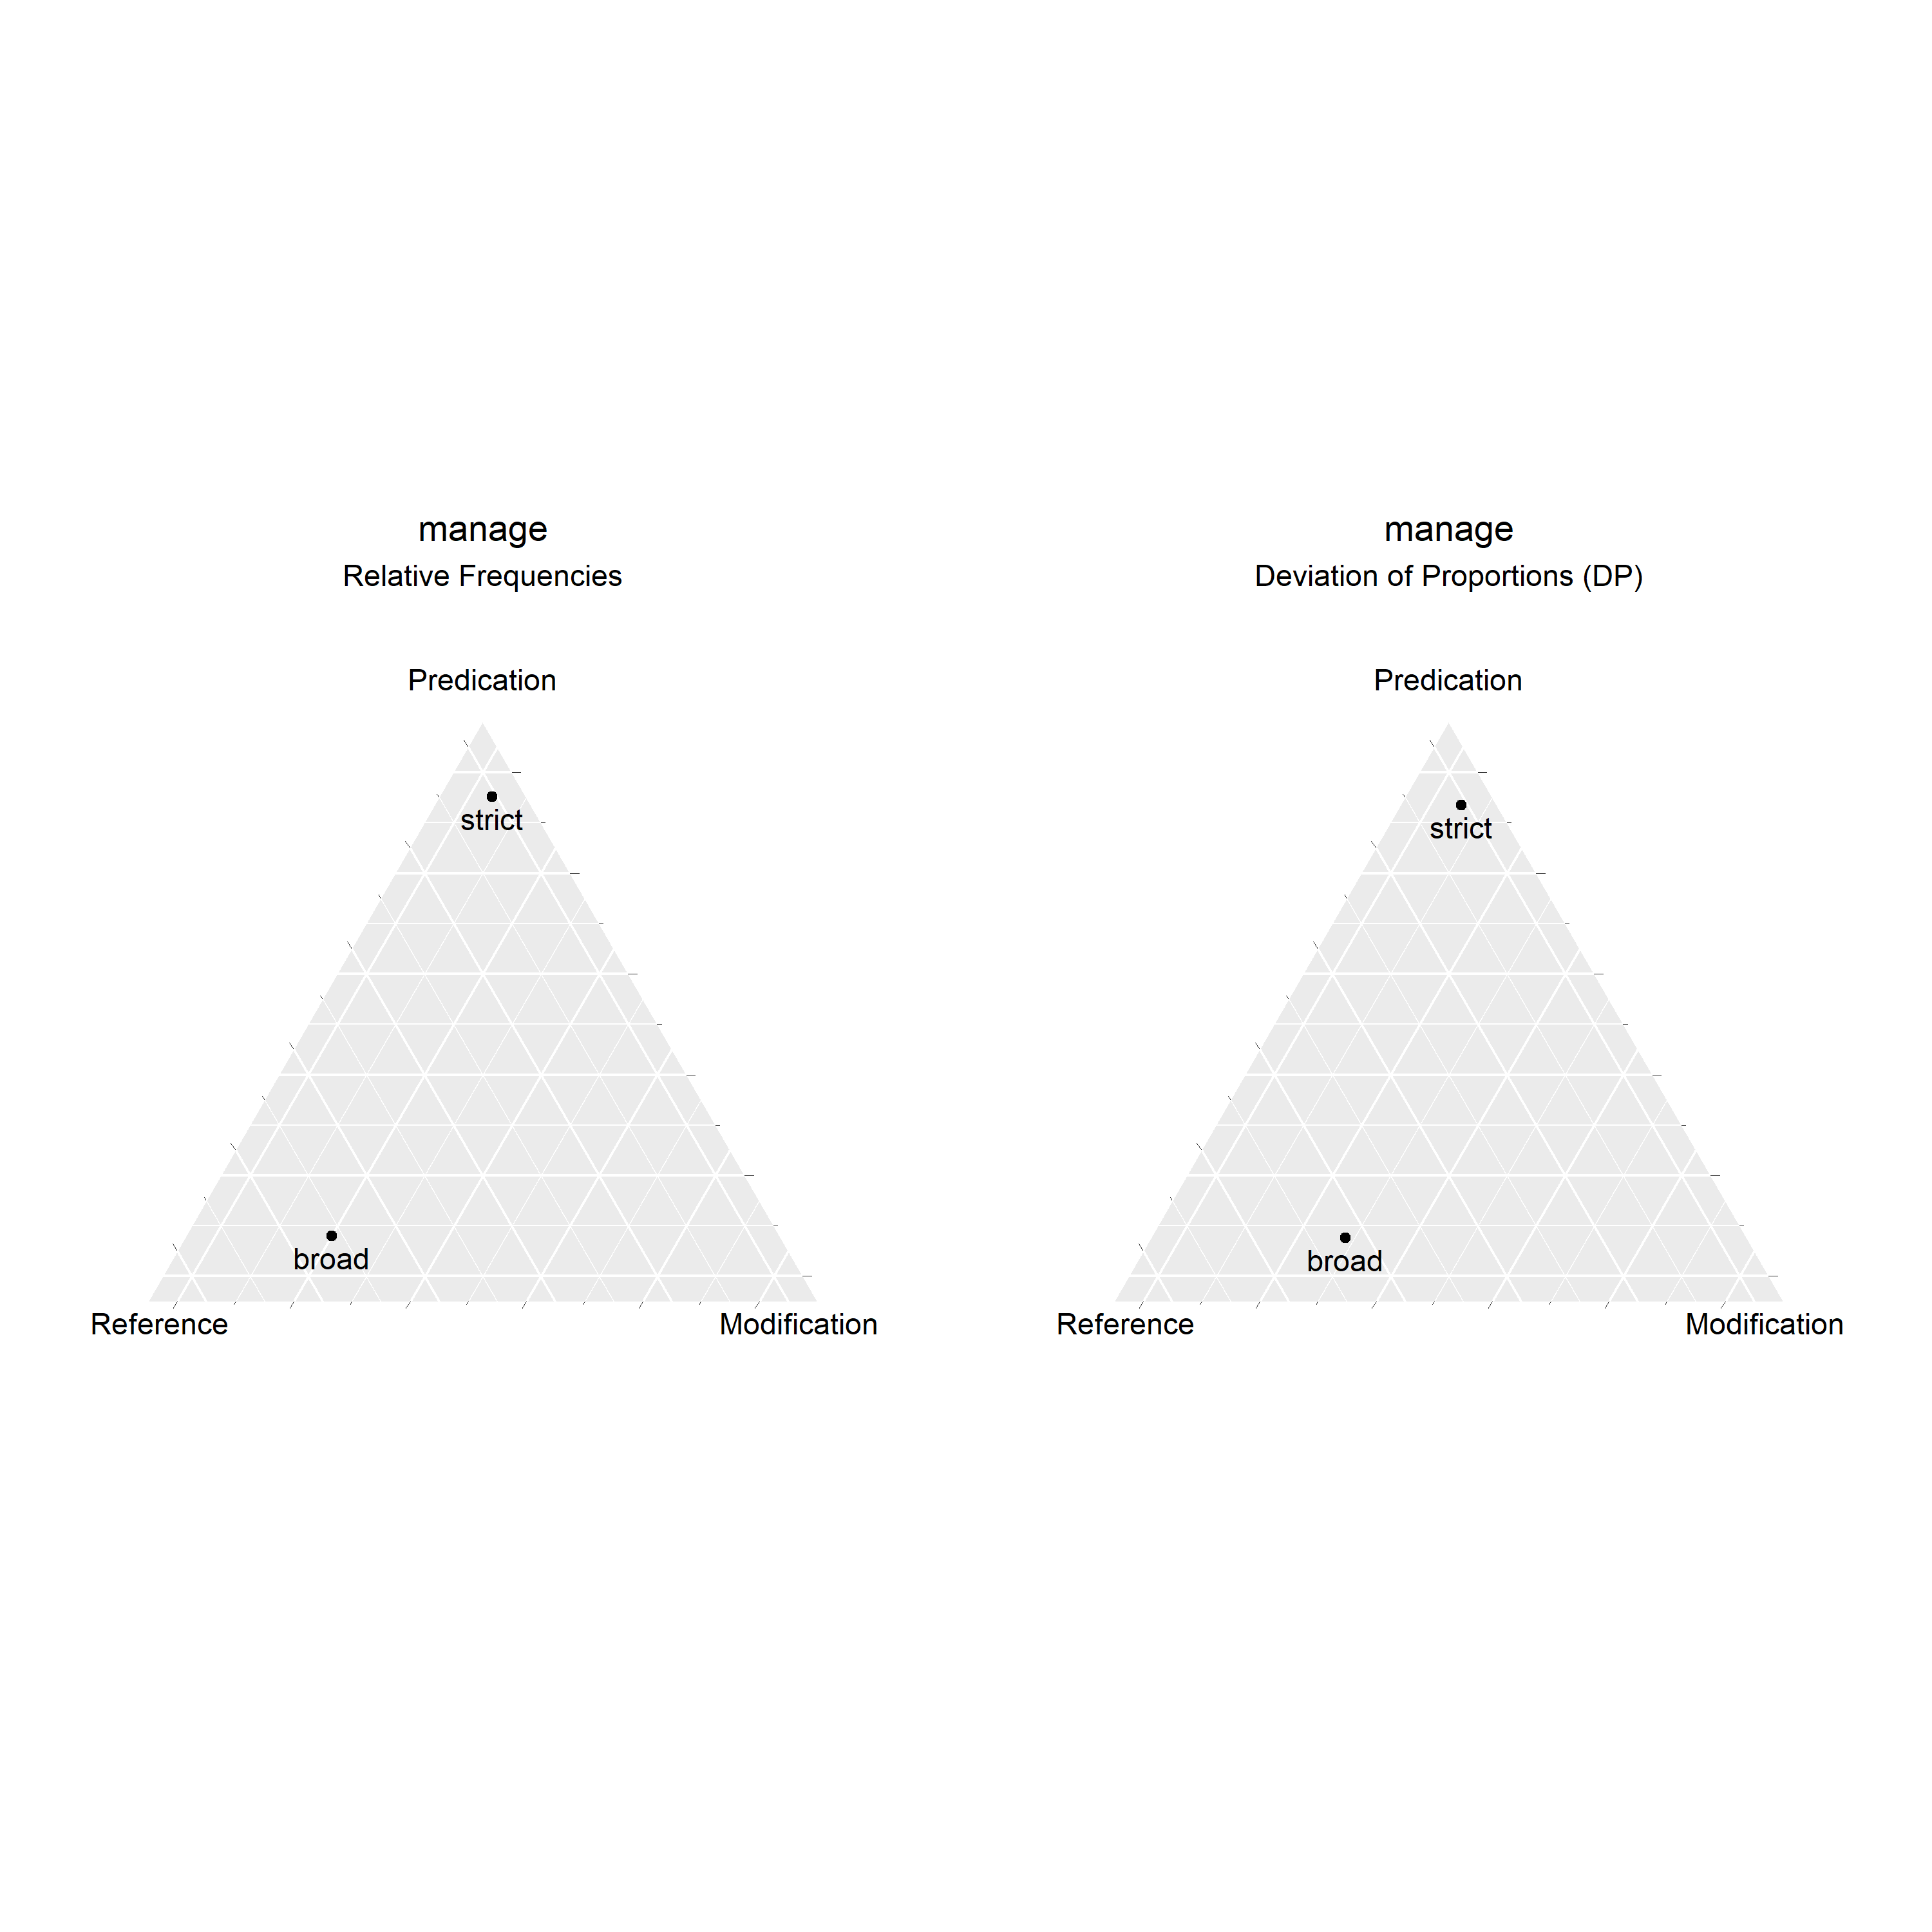 manage
Relative Frequencies
Predication
strict
broad
Reference
Modification
manage
Deviation of Proportions (DP)
Predication
strict
broad
Reference
Modification